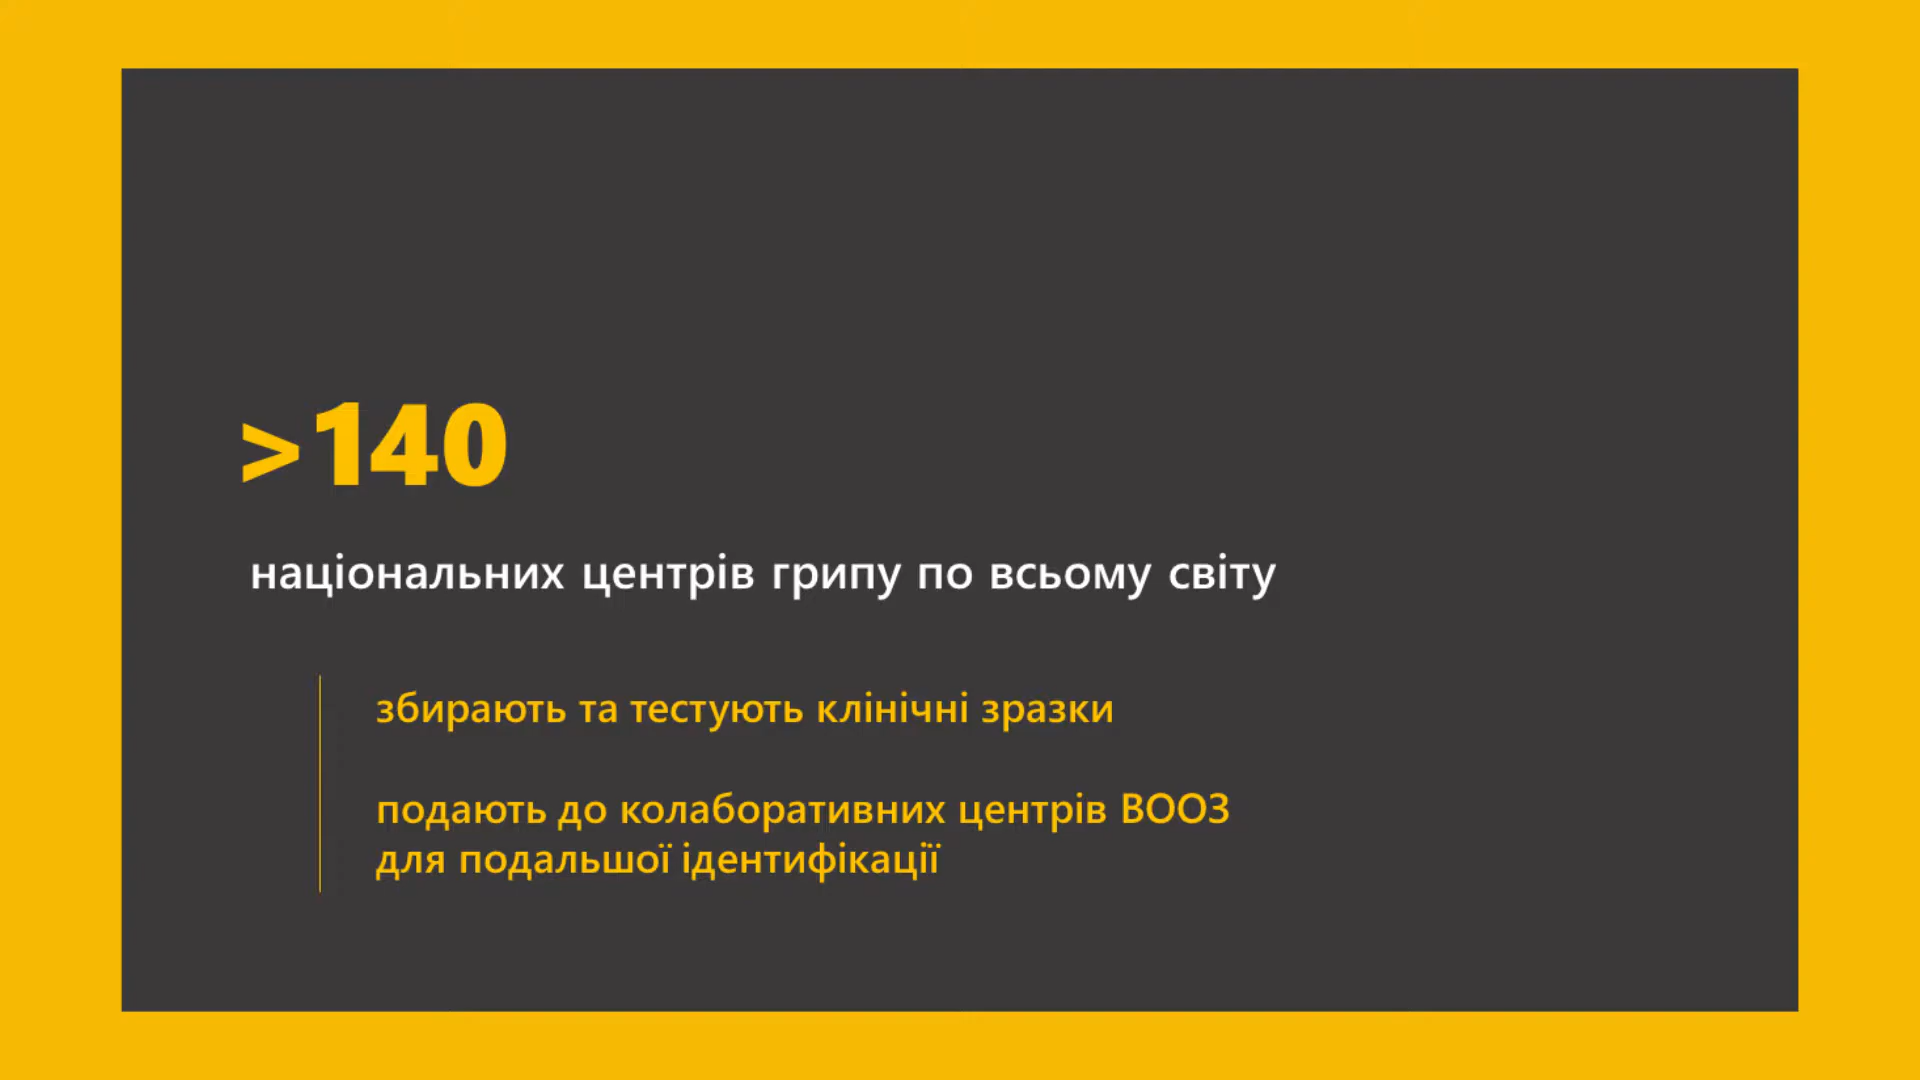 >140
національних центрів грипу по всьому світу
збирають та тестують клінічні зразки
подають до колаборативних центрів ВООЗ
для подальшої ідентифікації